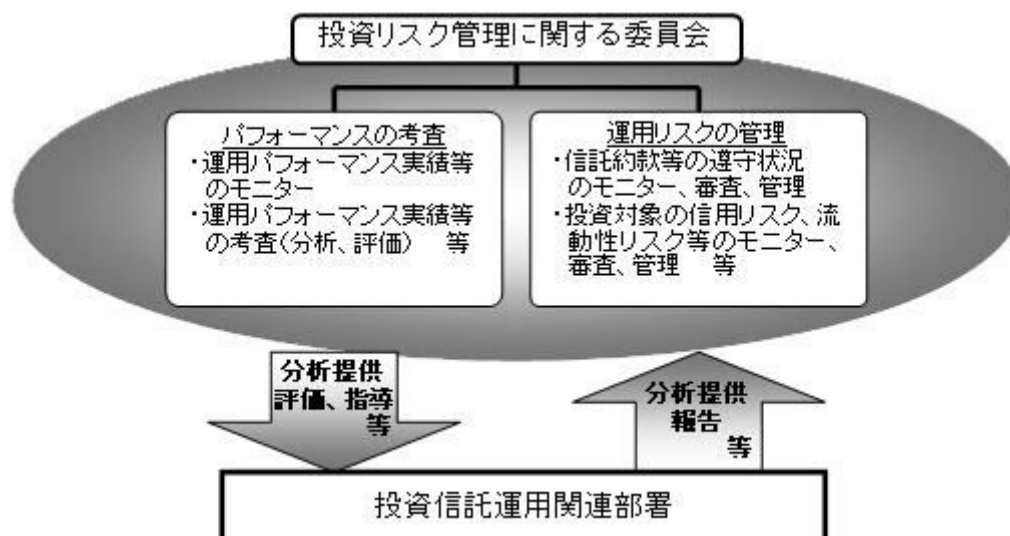 投資リスク管理に関する委員会
パフォーマンスの考査
・運用パフォーマンス実績等
のモニター
・運用パフォーマンス実績等
の考査(分析、評価) 等
運用リスクの管理
・信託約款等の遵守状況
のモニター、審査、管理
・投資対象の信用リスク、流
動性リスク等のモニター、
審査、管理 等
分析提供
評価、指導
等
分析提供
報告
等
投資信託運用関連部署